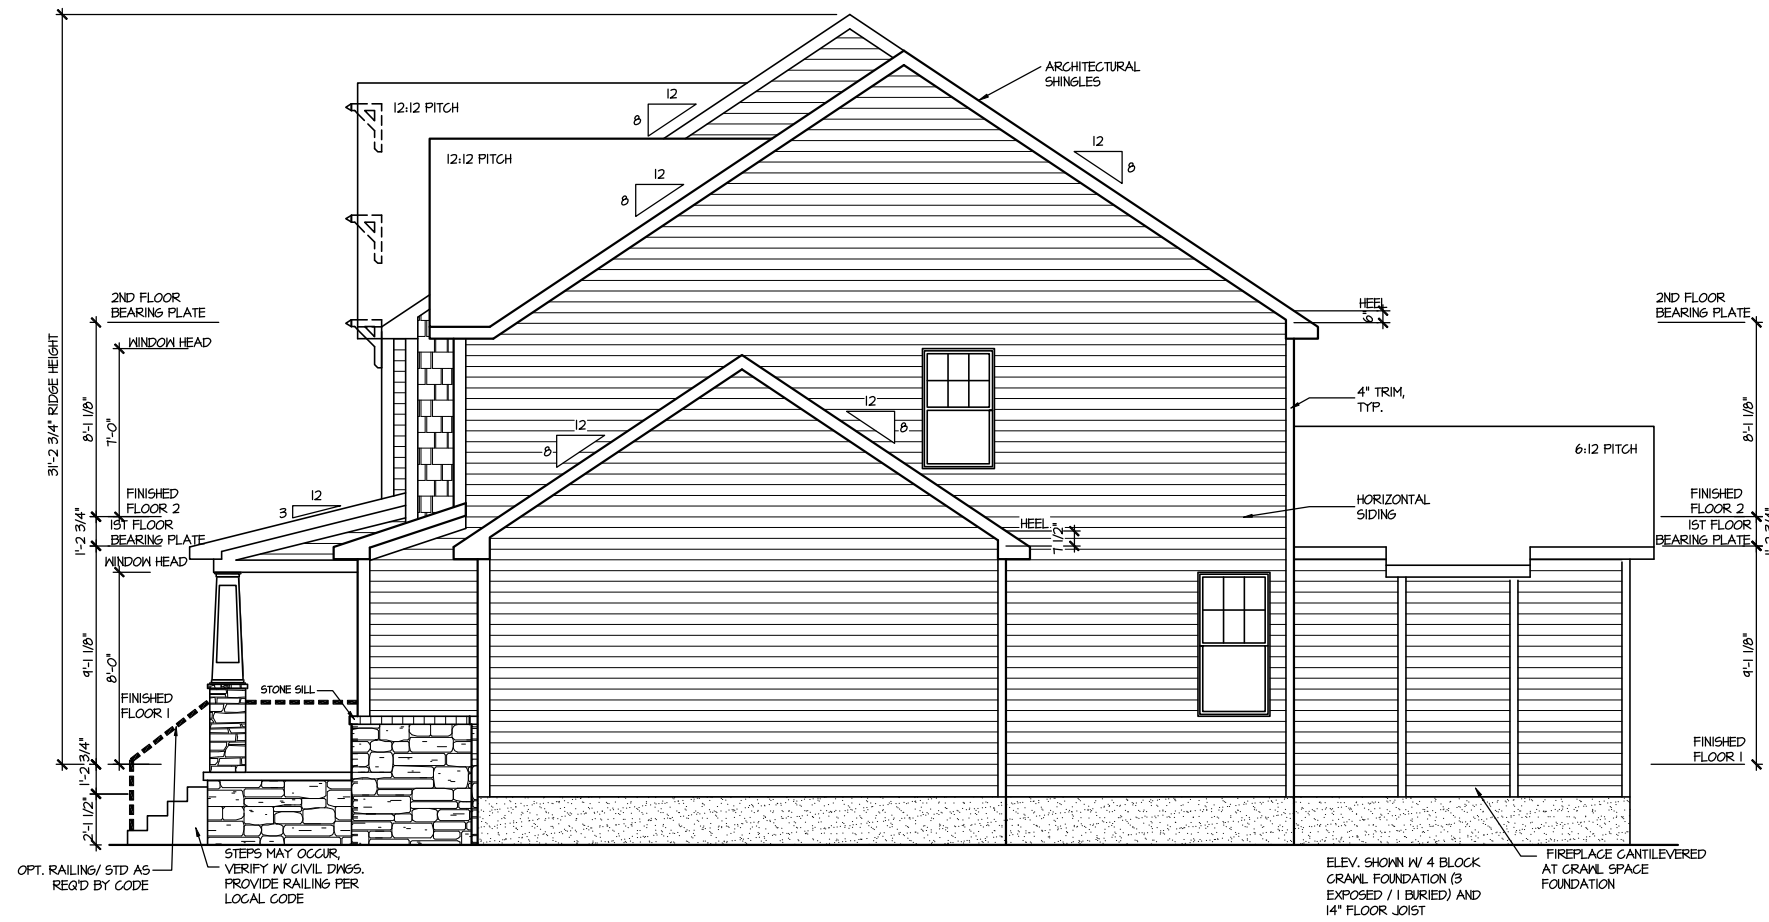 ARCHITECTURAL
SHINGLES
12:12 PITCH
12
8
12:12 PITCH
12
8
12
8
2ND FLOOR
BEARING PLATE
WINDOW HEAD
31'-2 3/4" RIDGE HEIGHT
8'-1 1/8"
7'-0"
HEEL
6"
2ND FLOOR
BEARING PLATE
4" TRIM,
TYP.
8'-1 1/8"
12
8
12
8
6:12 PITCH
FINISHED
FLOOR 2
12
3
1'-2 3/4"
1ST FLOOR
BEARING PLATE
WINDOW HEAD
HEEL
7 1/2"
HORIZONTAL
SIDING
FINISHED
FLOOR 2
1ST FLOOR
BEARING PLATE
1'-2 3/4"
9'-1 1/8"
8'-0"
9'-1 1/8"
STONE SILL
FINISHED
FLOOR 1
FINISHED
FLOOR 1
1'-2 3/4"
2'-1 1/2"
OPT. RAILING/ STD AS
REQ'D BY CODE
STEPS MAY OCCUR,
VERIFY W/ CIVIL DWGS.
PROVIDE RAILING PER
LOCAL CODE
ELEV. SHOWN W/ 4 BLOCK
CRAWL FOUNDATION (3
EXPOSED / 1 BURIED) AND
14" FLOOR JOIST
FIREPLACE CANTILEVERED
AT CRAWL SPACE
FOUNDATION